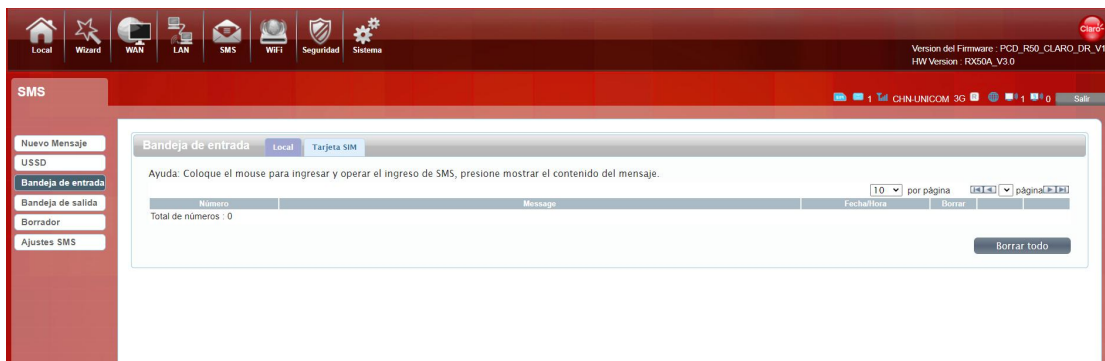 Local Wizard WAN LAN SMS WiFi Seguridad Sistema
Claro
Version del Firmware : PCD_R50_CLARO_DR_V1
HW Version : RX50A_V3.0
SMS
1 CHN-UNICOM 3G R 1 0 Salir
Nuevo Mensaje
USSD
Bandeja de entrada
Bandeja de salida
Borrador
Ajustes SMS
Bandeja de entrada Local Tarjeta SIM
Ayuda: Coloque el mouse para ingresar y operar el ingreso de SMS, presione mostrar el contenido del mensaje.
10 por página página
Número Message Fecha/Hora Borrar
Total de números : 0
Borrar todo